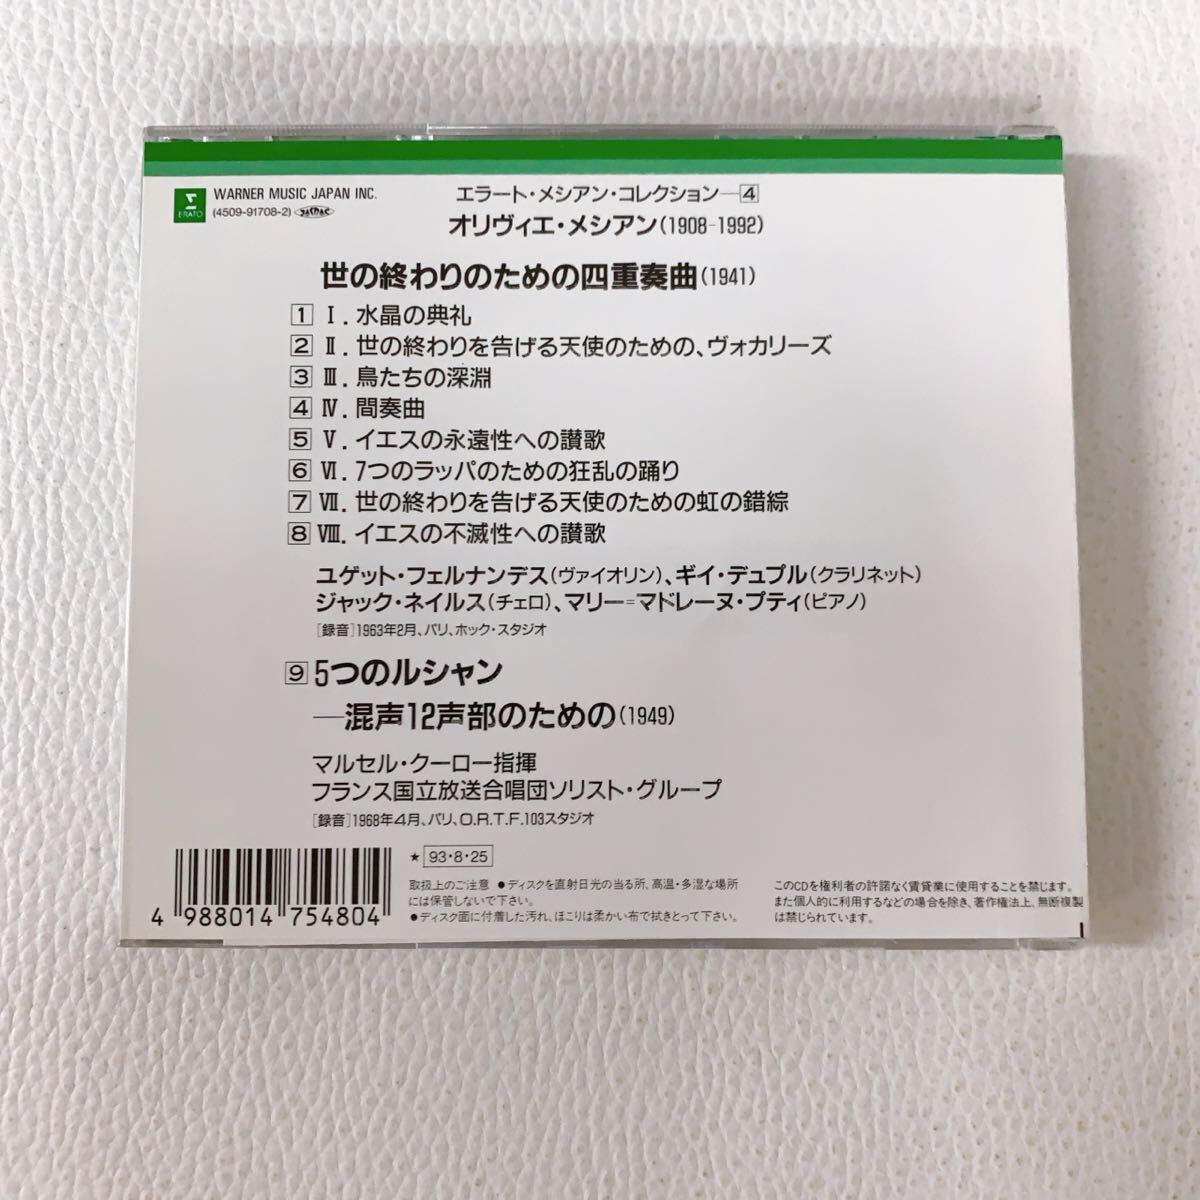 ERATO
WARNER MUSIC JAPAN INC.
(4509-91708-2) JASRAC
エラート・メシアン・コレクション—4
オリヴィエ・メシアン(1908-1992)
世の終わりのための四重奏曲(1941)
1 Ⅰ. 水晶の典礼
2 Ⅱ. 世の終わりを告げる天使のための、ヴォカリーズ
3 Ⅲ. 鳥たちの深淵
4 Ⅳ. 間奏曲
5 Ⅴ. イエスの永遠性への讃歌
6 Ⅵ. 7つのラッパのための狂乱の踊り
7 Ⅶ. 世の終わりを告げる天使のための虹の錯綜
8 Ⅷ. イエスの不滅性への讃歌
ユゲット・フェルナンデス(ヴァイオリン)、ギイ・デュプル(クラリネット)
ジャック・ネイルス(チェロ)、マリー=マドレーヌ・プティ(ピアノ)
[録音]1963年2月、パリ、ホック・スタジオ
9 5つのルシャン
—混声12声部のための(1949)
マルセル・クーロー指揮
フランス国立放送合唱団ソリスト・グループ
[録音]1968年4月、パリ、O.R.T.F.103スタジオ
★ 93・8・25
取扱上のご注意 ●ディスクを直射日光の当る所、高温・多湿な場所
には保管しないで下さい。
●ディスク面に付着した汚れ、ほこりは柔かい布で拭きとって下さい。
このCDを権利者の許諾なく賃貸業に使用することを禁じます。
また個人的に利用するなどの場合を除き、著作権法上、無断複製
は禁じられています。
4 988014 754804